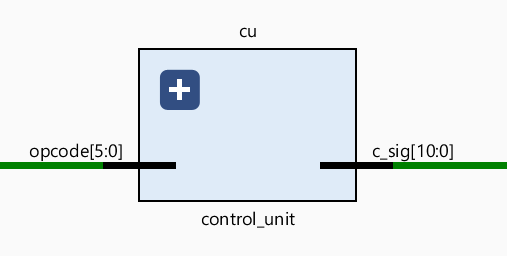 cu
opcode[5:0]
c_sig[10:0]
control_unit